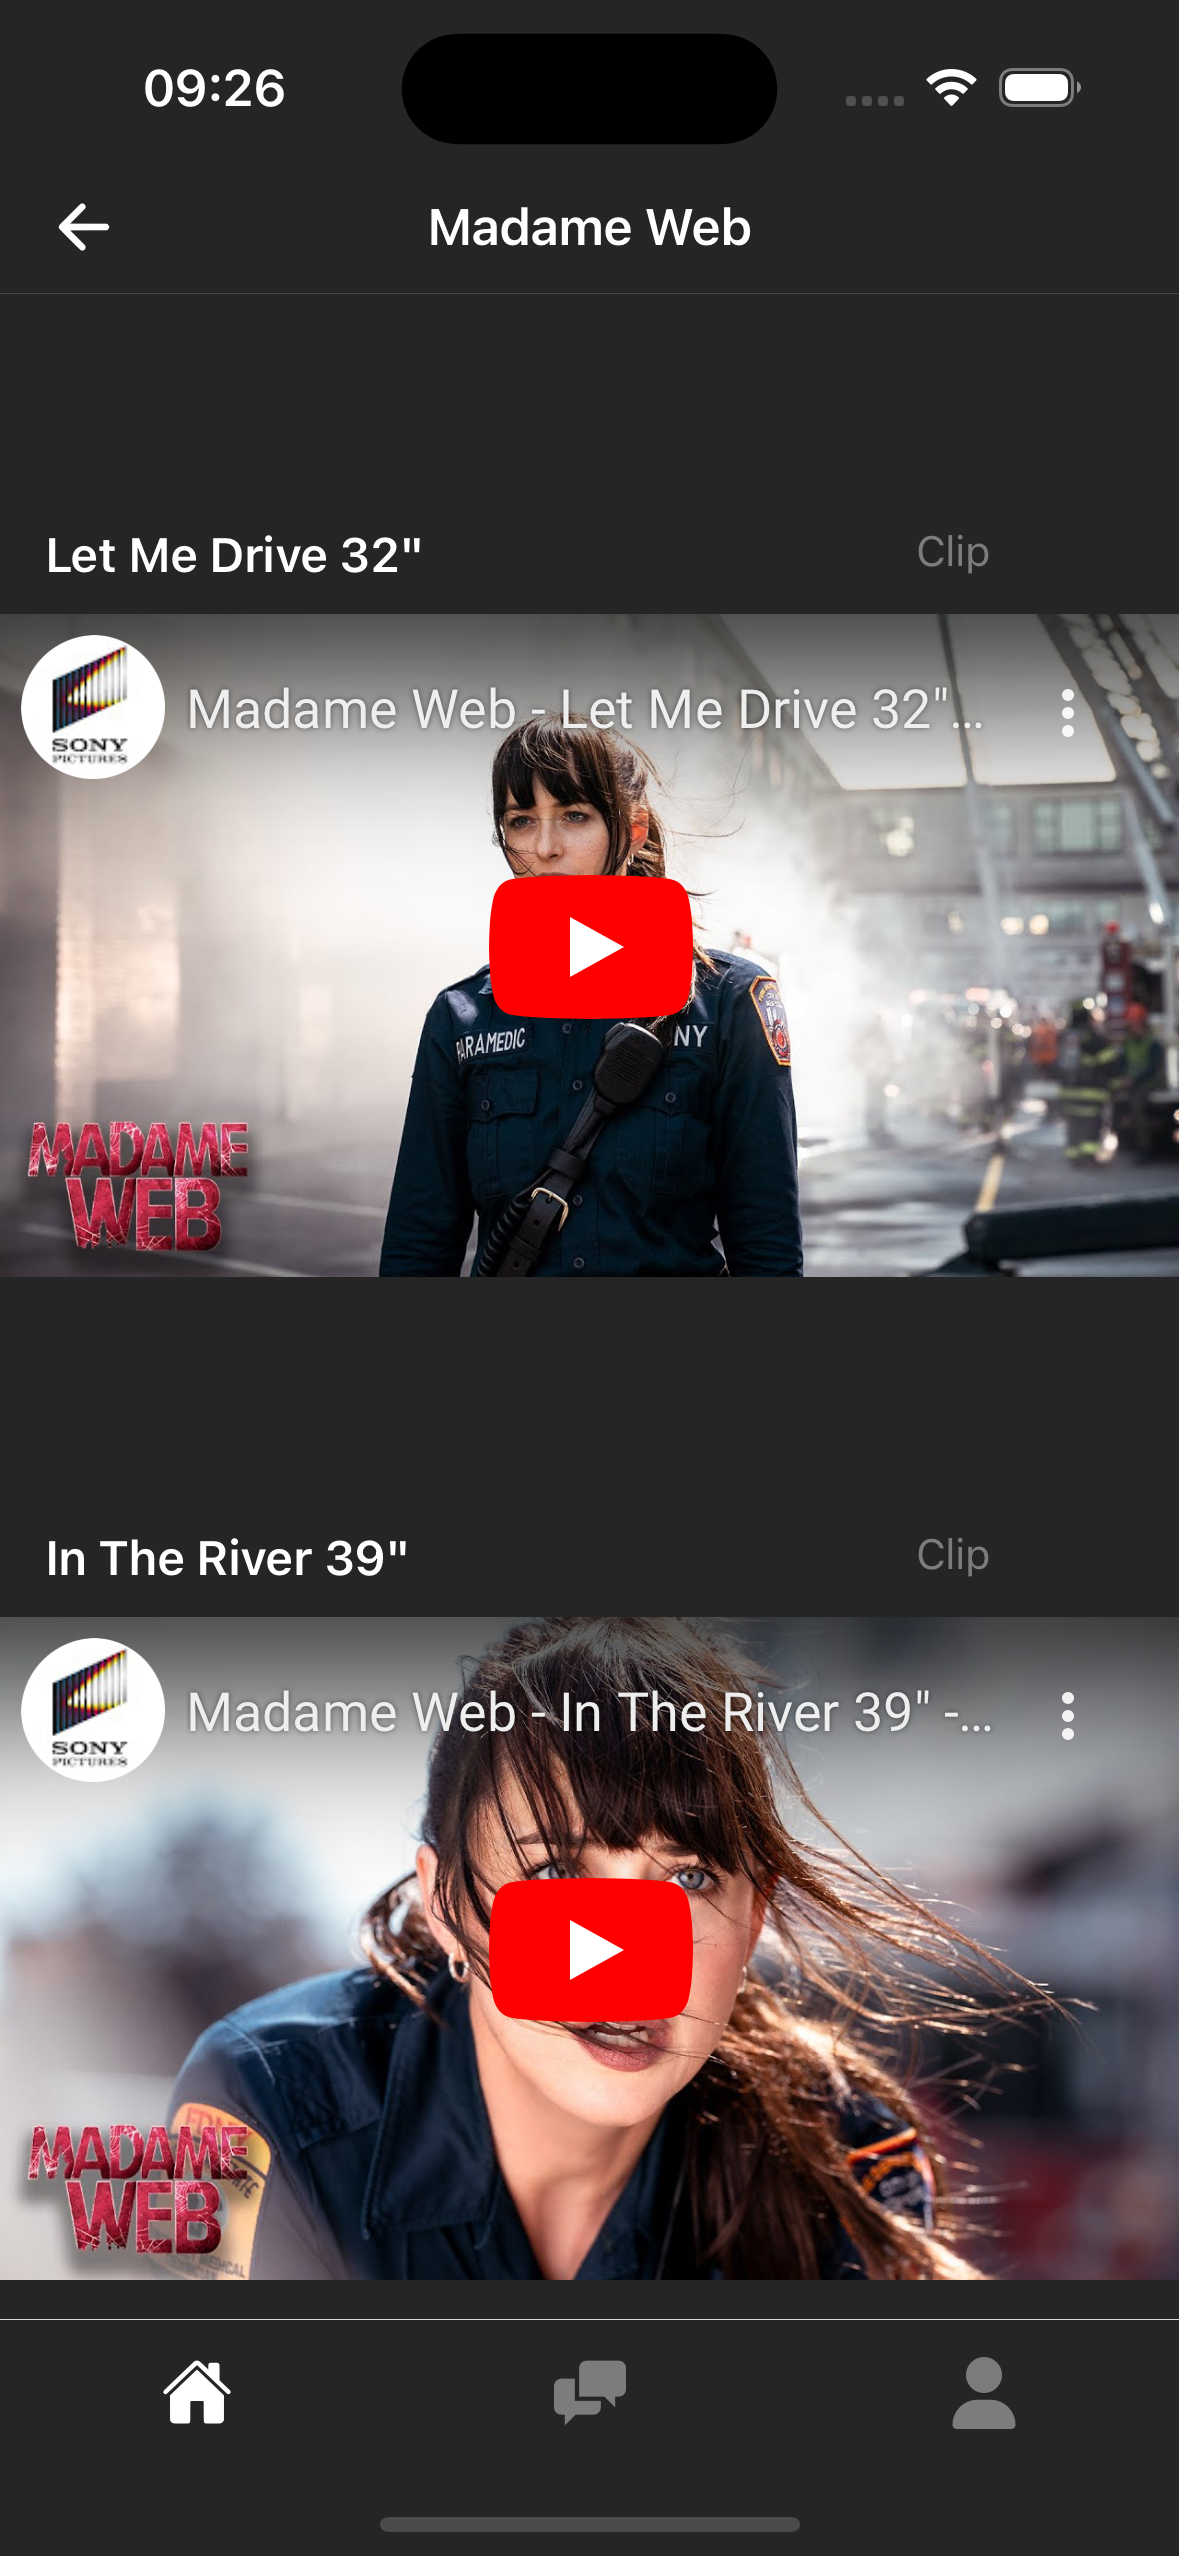 09:26
Madame Web
Let Me Drive 32"
Clip
SONY
PICTURES
Madame Web - Let Me Drive 32"...
PARAMEDIC
NY
MADAME
WEB
In The River 39"
Clip
SONY
PICTURES
Madame Web - In The River 39" -...
MADAME
WEB